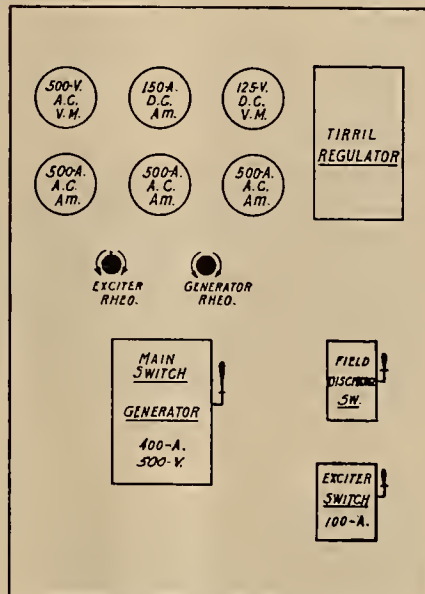 500-V.
A.C.
V.M.
150-A.
D.C.
Am.
125-V.
D.C.
V.M.
TIRRIL
REGULATOR
500-A.
A.C.
Am.
500-A.
A.C.
Am.
500-A.
A.C.
Am.
EXCITER
RHEO.
GENERATOR
RHEO.
MAIN
SWITCH
GENERATOR
400-A.
500-V.
FIELD
SW.
EXCITER
SWITCH
100-A.